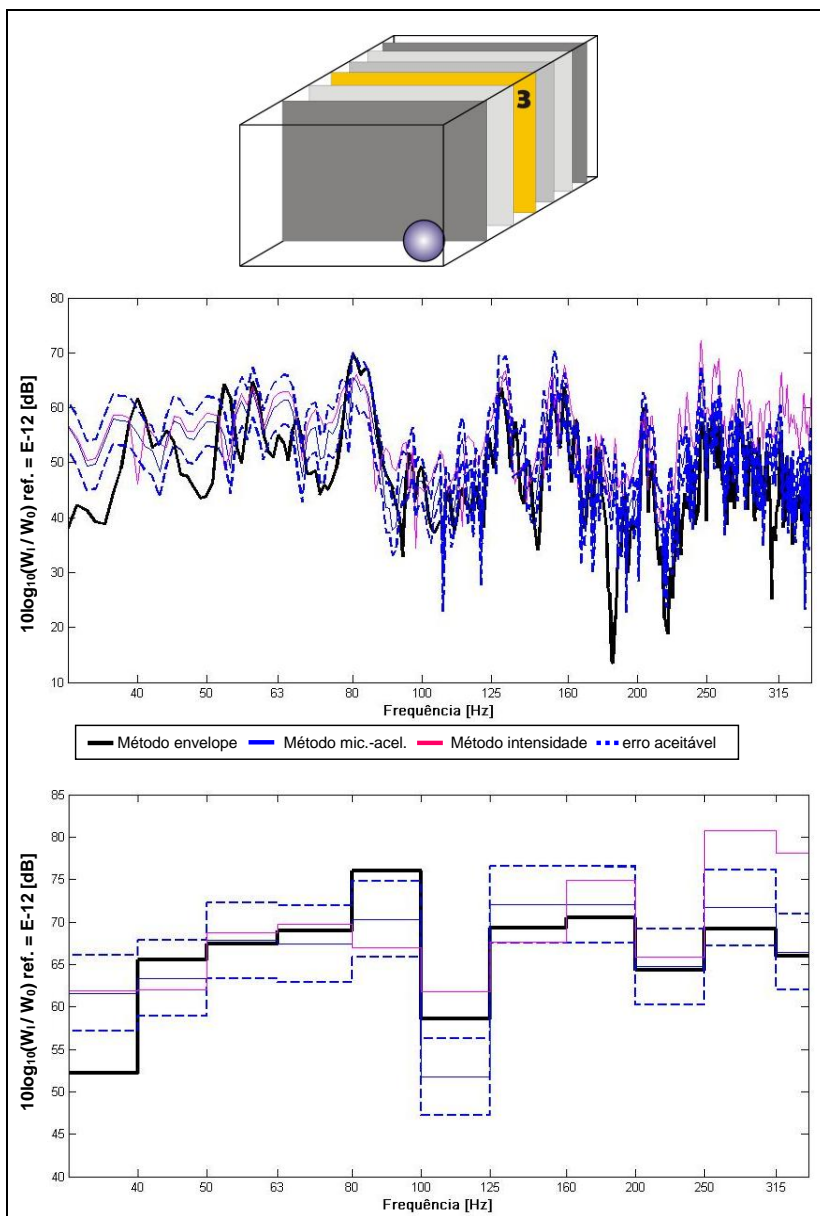 3
80
70
60
50
40
30
20
10
10log₁₀(W₁ / W₀) ref. = E-12 [dB]
40 50 63 80 100 125 160 200 250 315
Frequência [Hz]
Método envelope Método mic.-acel. Método intensidade erro aceitável
85
80
75
70
65
60
55
50
45
40
10log₁₀(W₁ / W₀) ref. = E-12 [dB]
40 50 63 80 100 125 160 200 250 315
Frequência [Hz]